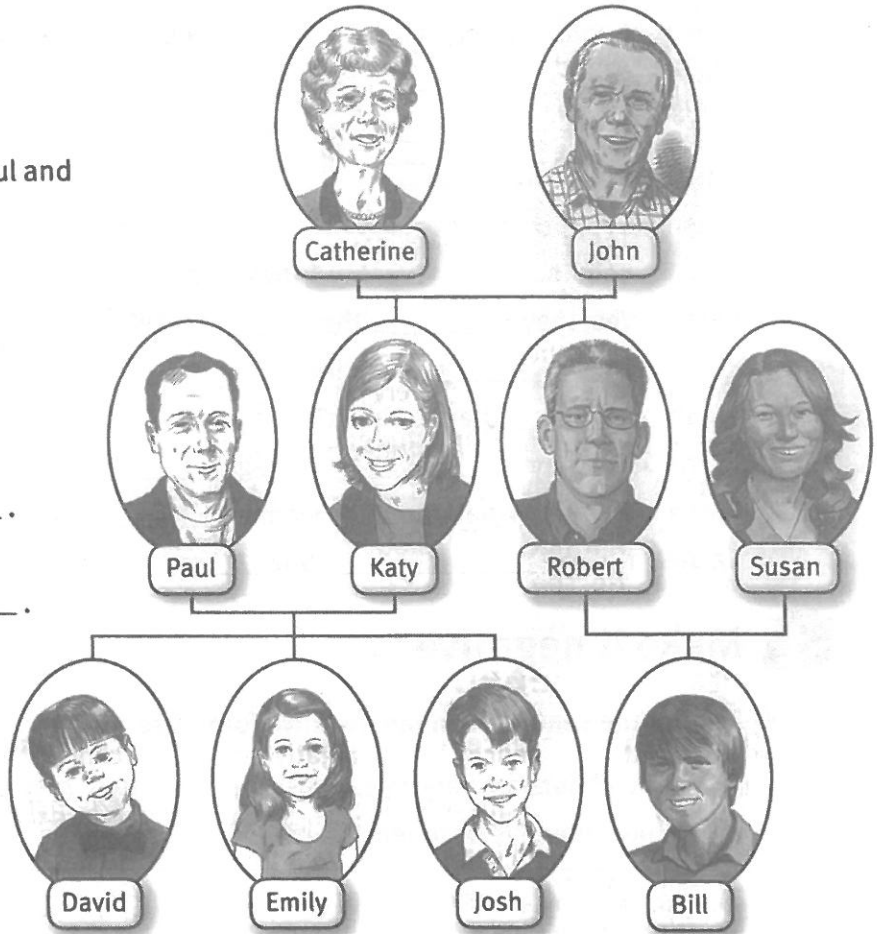 ul and
Catherine John
Paul Katy Robert Susan
.
_.
David Emily Josh Bill